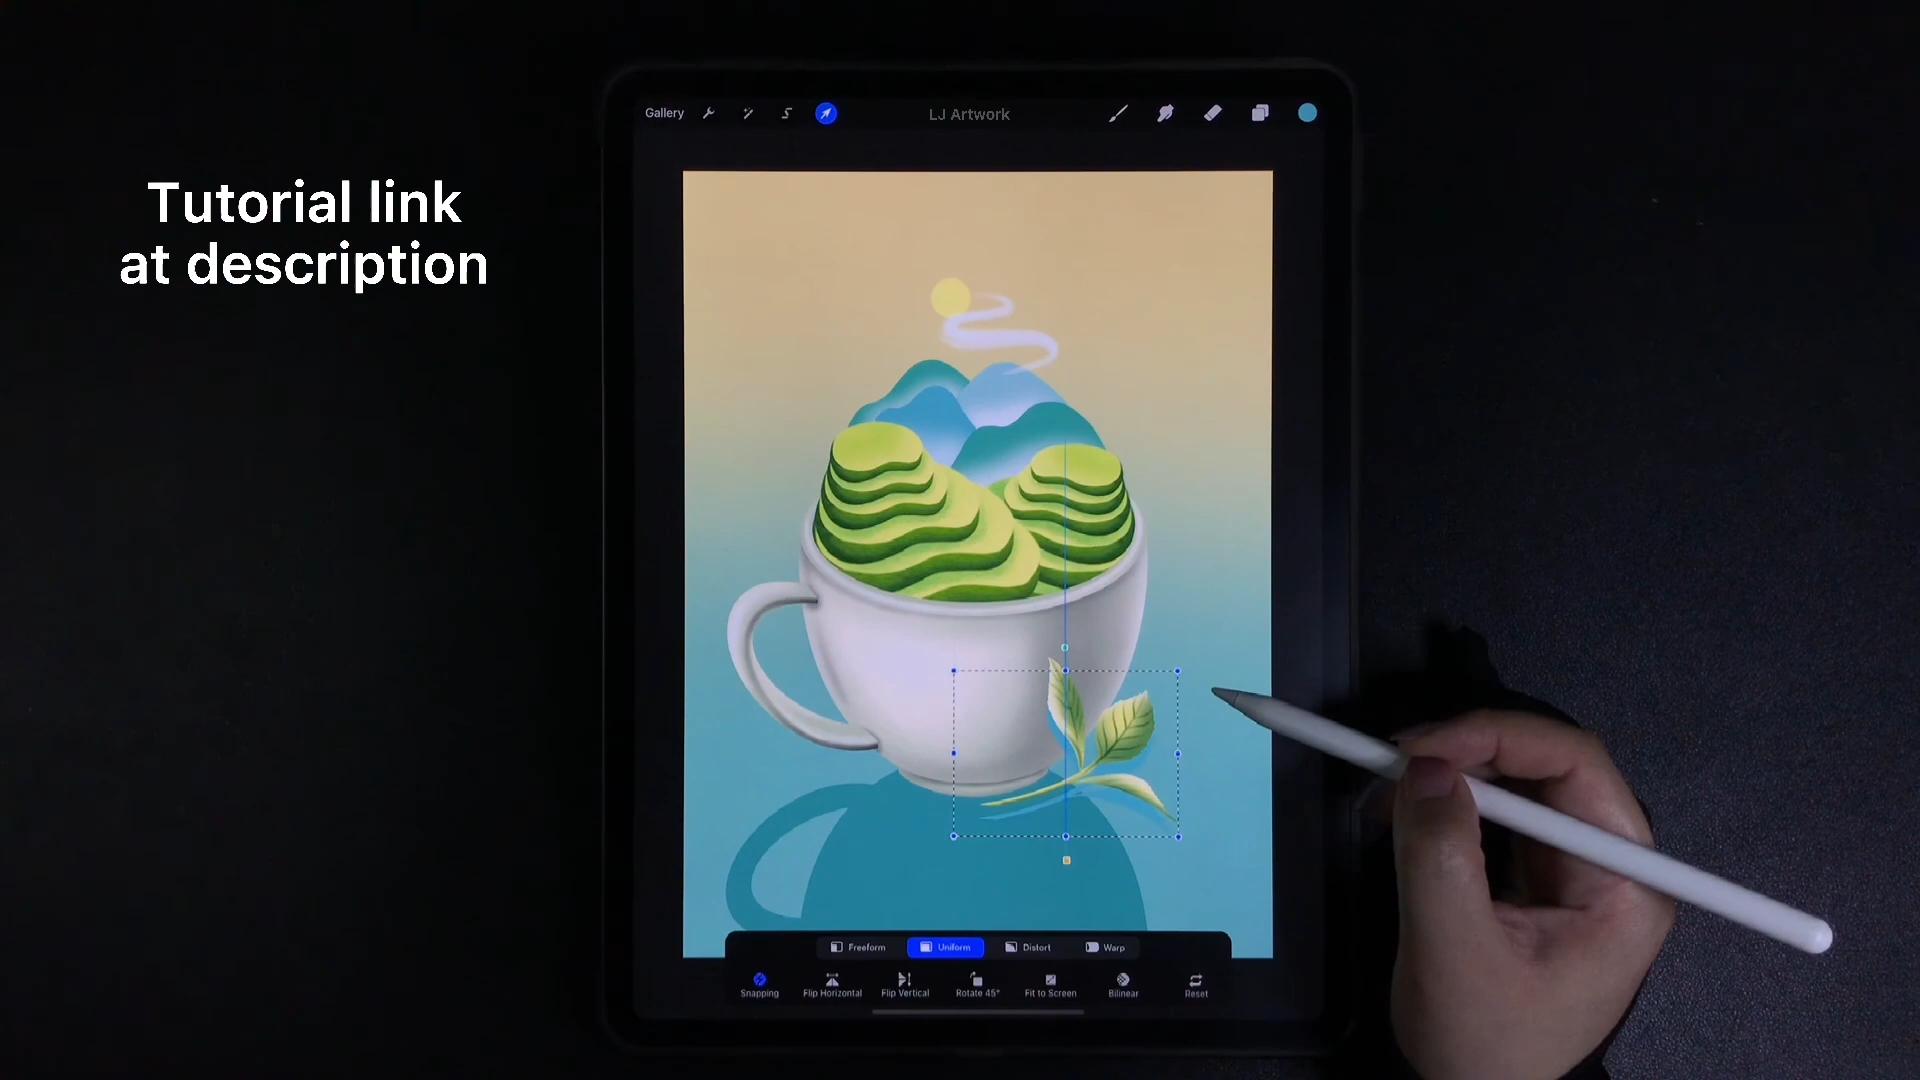 Tutorial link
at description
Gallery
LJ Artwork
Freeform
Uniform
Distort
Warp
Snapping
Flip Horizontal
Flip Vertical
Rotate 45°
Fit to Screen
Bilinear
Reset